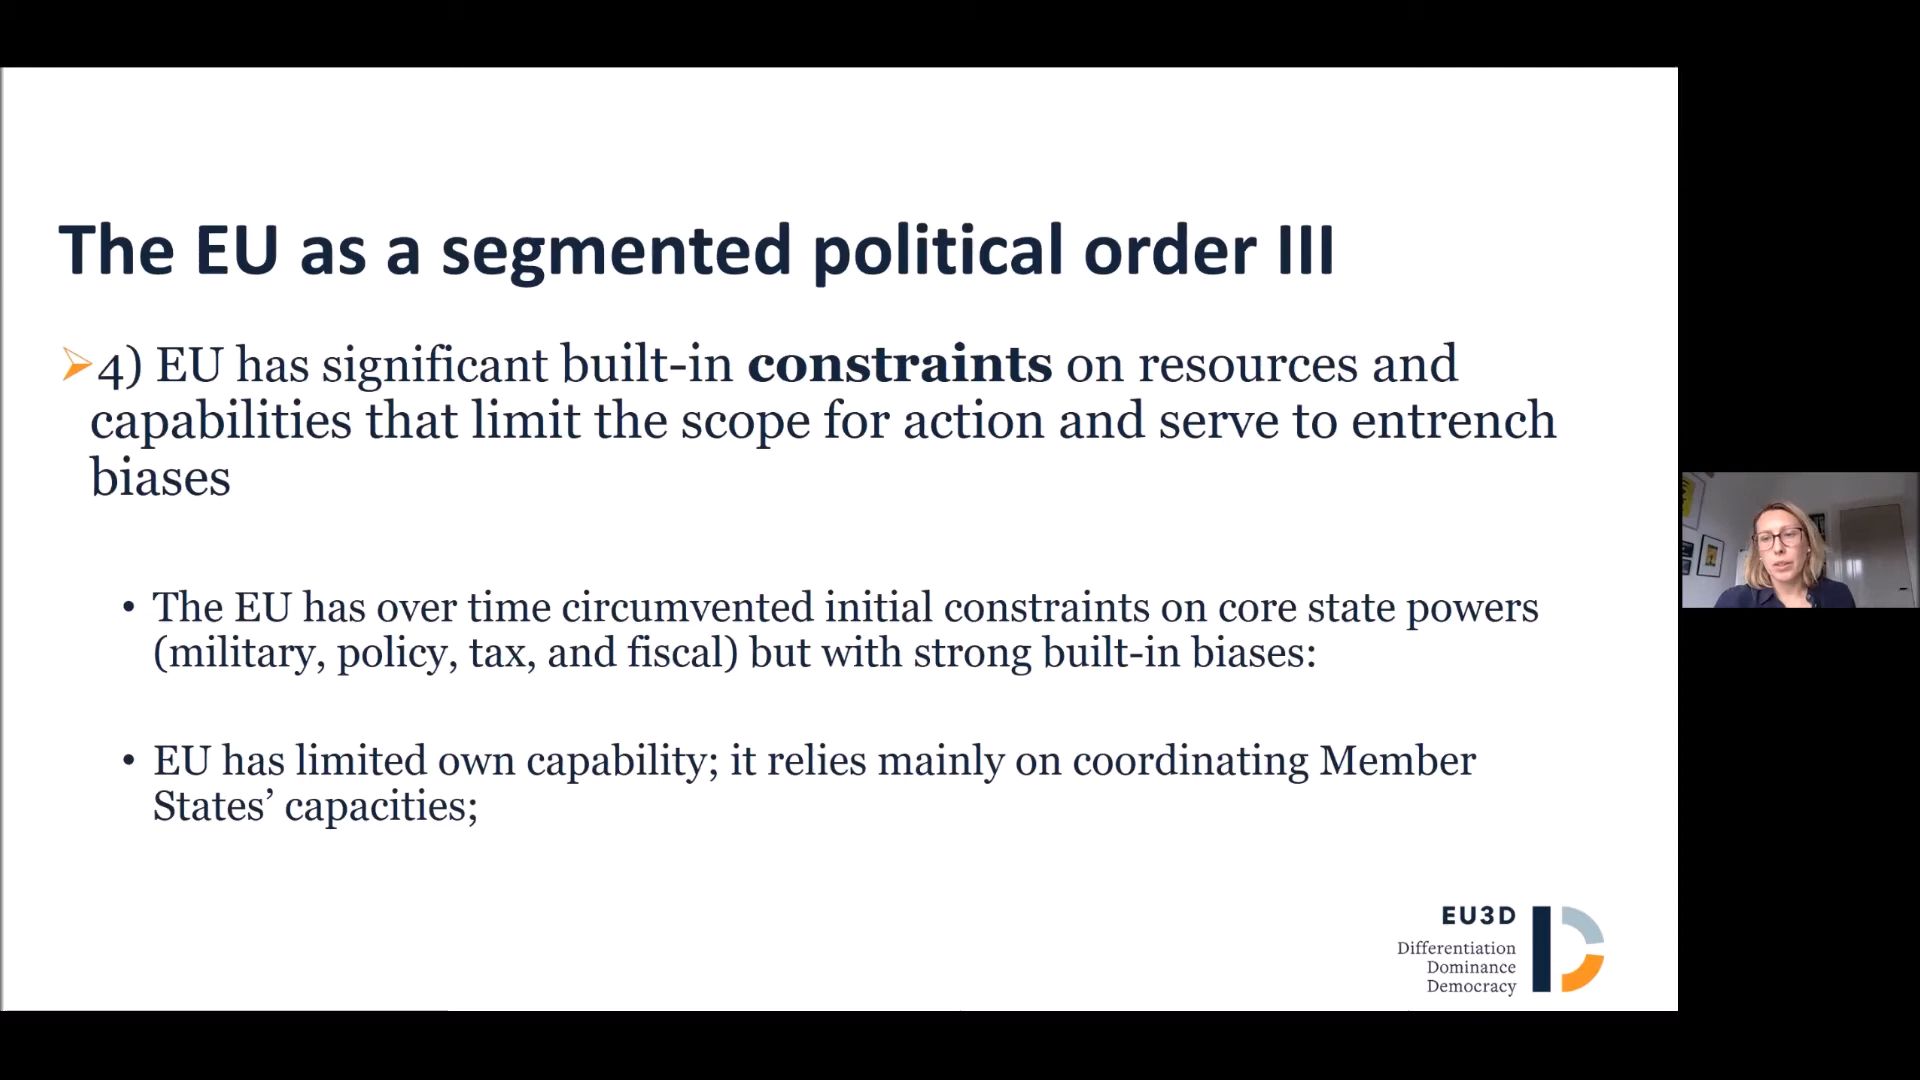 The EU as a segmented political order III
4) EU has significant built-in constraints on resources and
capabilities that limit the scope for action and serve to entrench
biases
• The EU has over time circumvented initial constraints on core state powers
(military, policy, tax, and fiscal) but with strong built-in biases:
• EU has limited own capability; it relies mainly on coordinating Member
States’ capacities;
EU3D
Differentiation
Dominance
Democracy